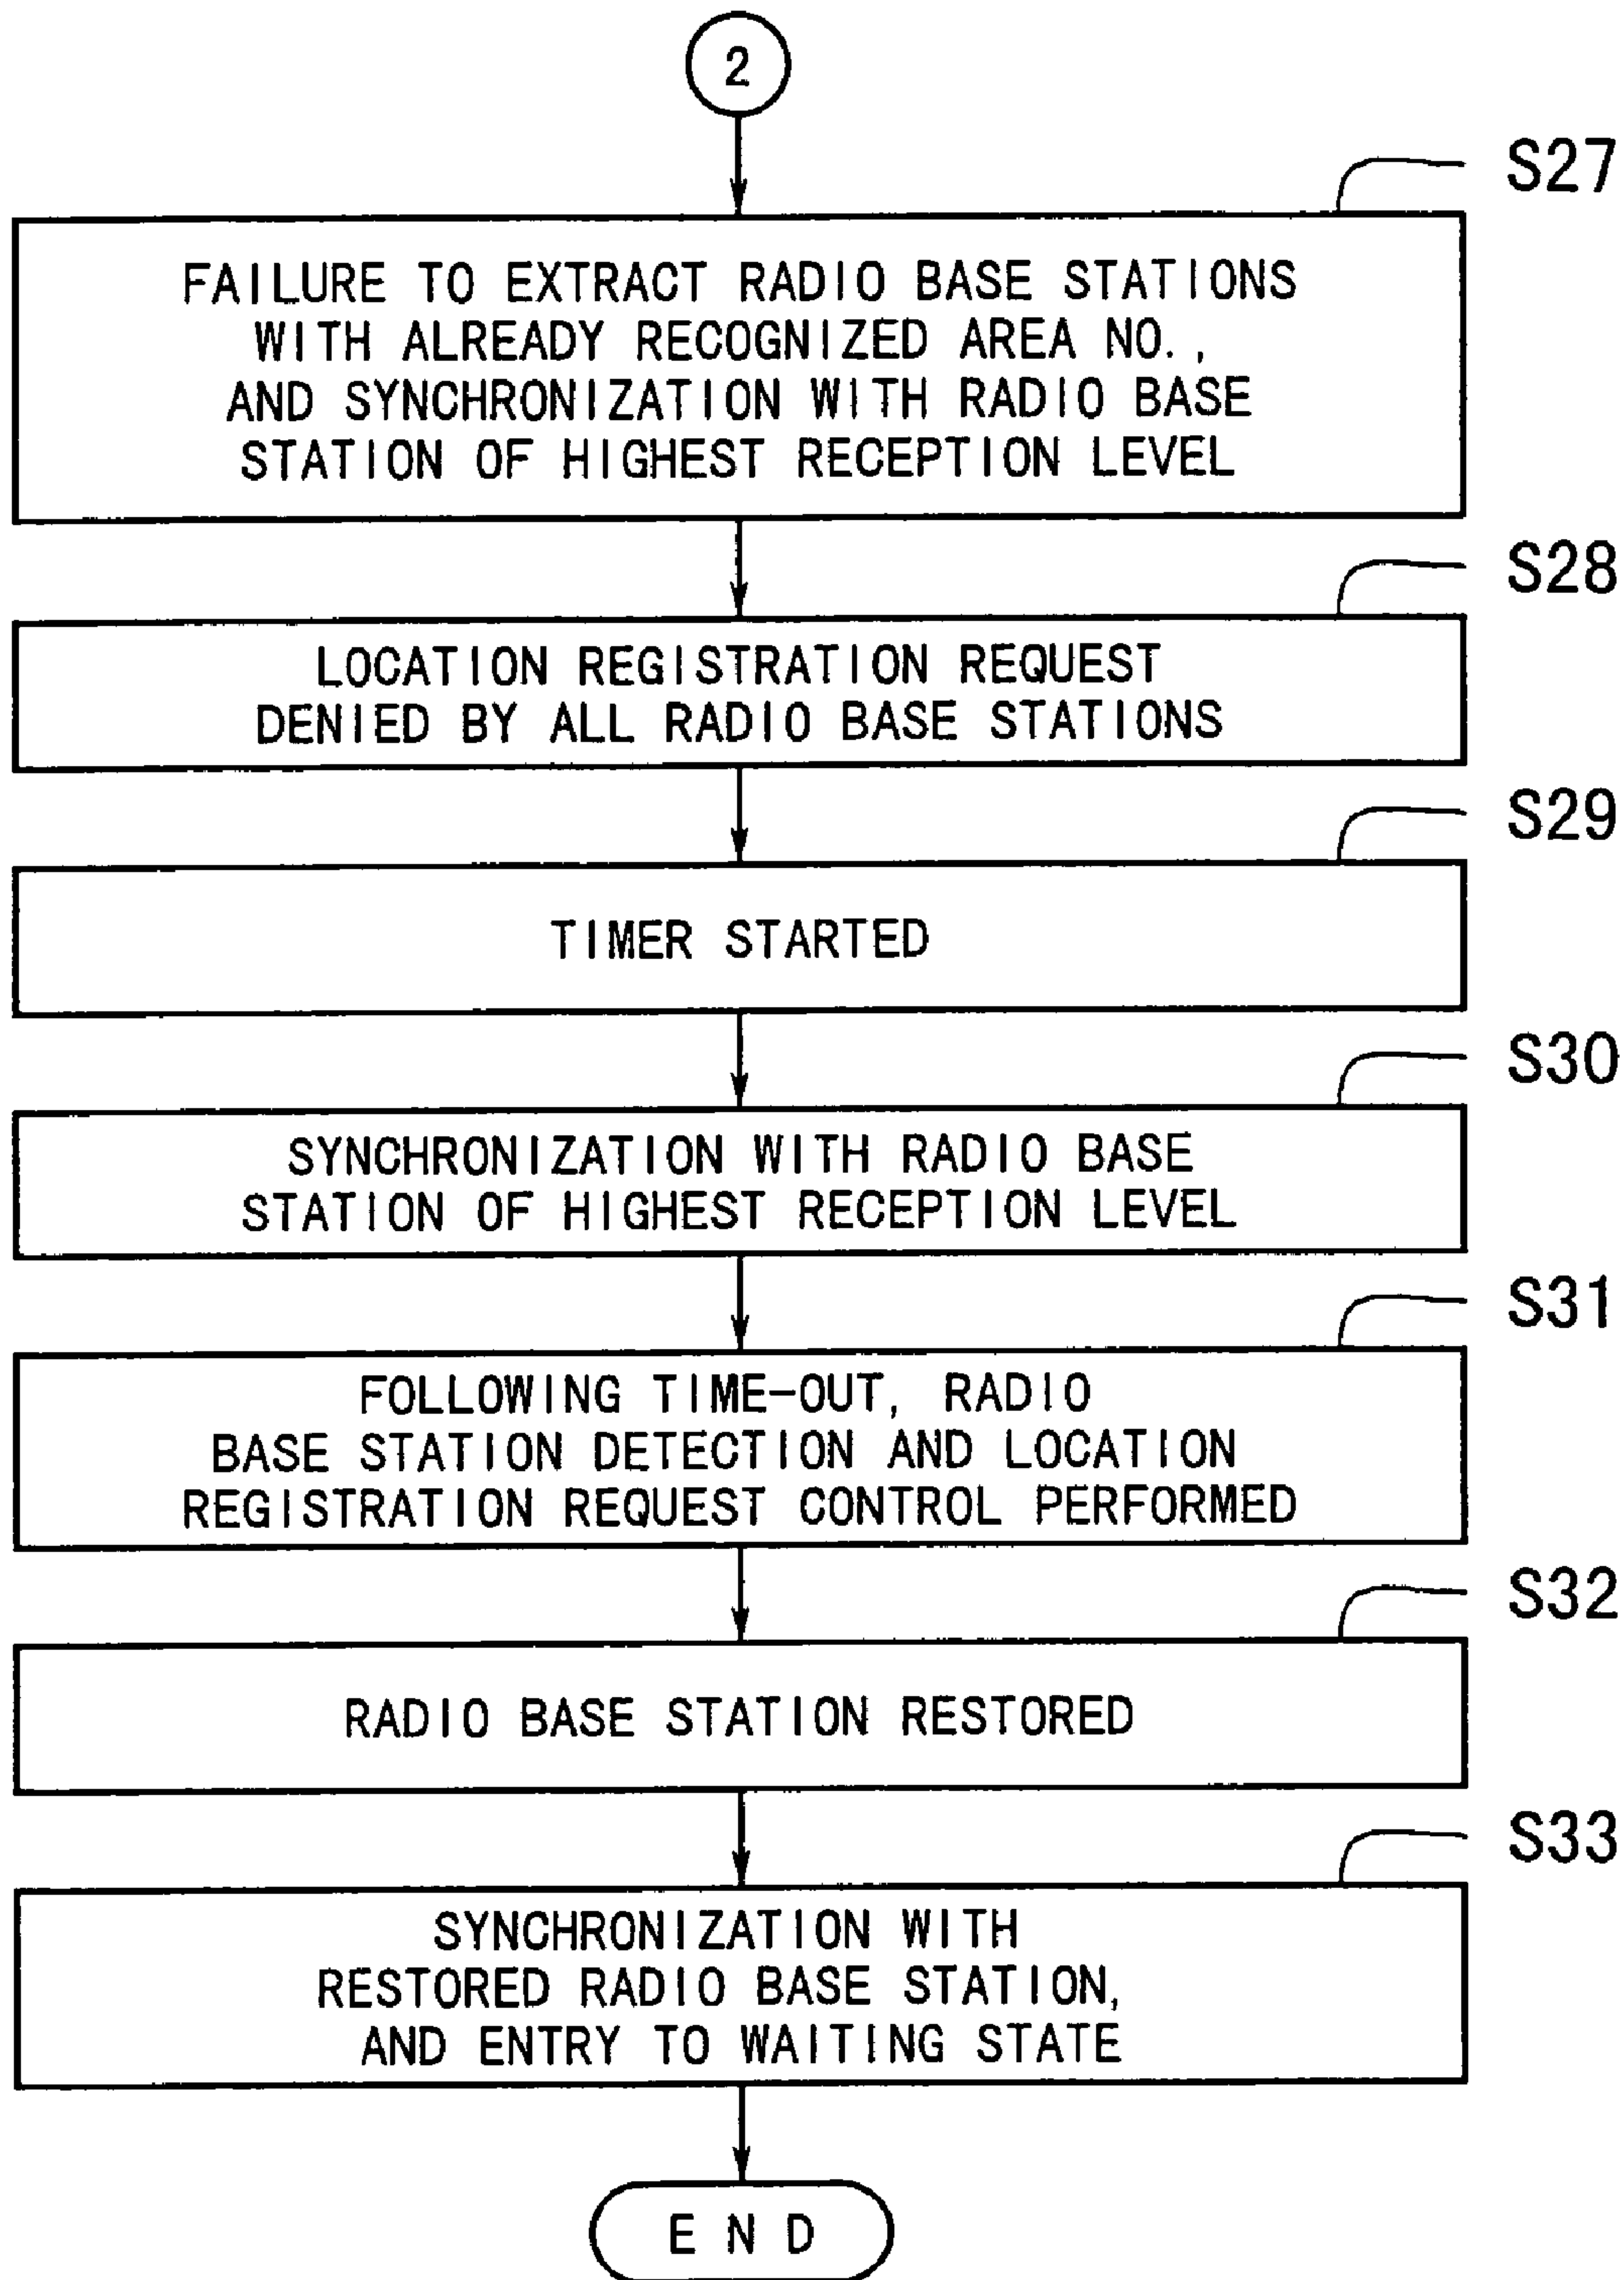 2
S27
FAILURE TO EXTRACT RADIO BASE STATIONS
WITH ALREADY RECOGNIZED AREA NO.,
AND SYNCHRONIZATION WITH RADIO BASE
STATION OF HIGHEST RECEPTION LEVEL
S28
LOCATION REGISTRATION REQUEST
DENIED BY ALL RADIO BASE STATIONS
S29
TIMER STARTED
S30
SYNCHRONIZATION WITH RADIO BASE
STATION OF HIGHEST RECEPTION LEVEL
S31
FOLLOWING TIME-OUT, RADIO
BASE STATION DETECTION AND LOCATION
REGISTRATION REQUEST CONTROL PERFORMED
S32
RADIO BASE STATION RESTORED
S33
SYNCHRONIZATION WITH
RESTORED RADIO BASE STATION,
AND ENTRY TO WAITING STATE
END